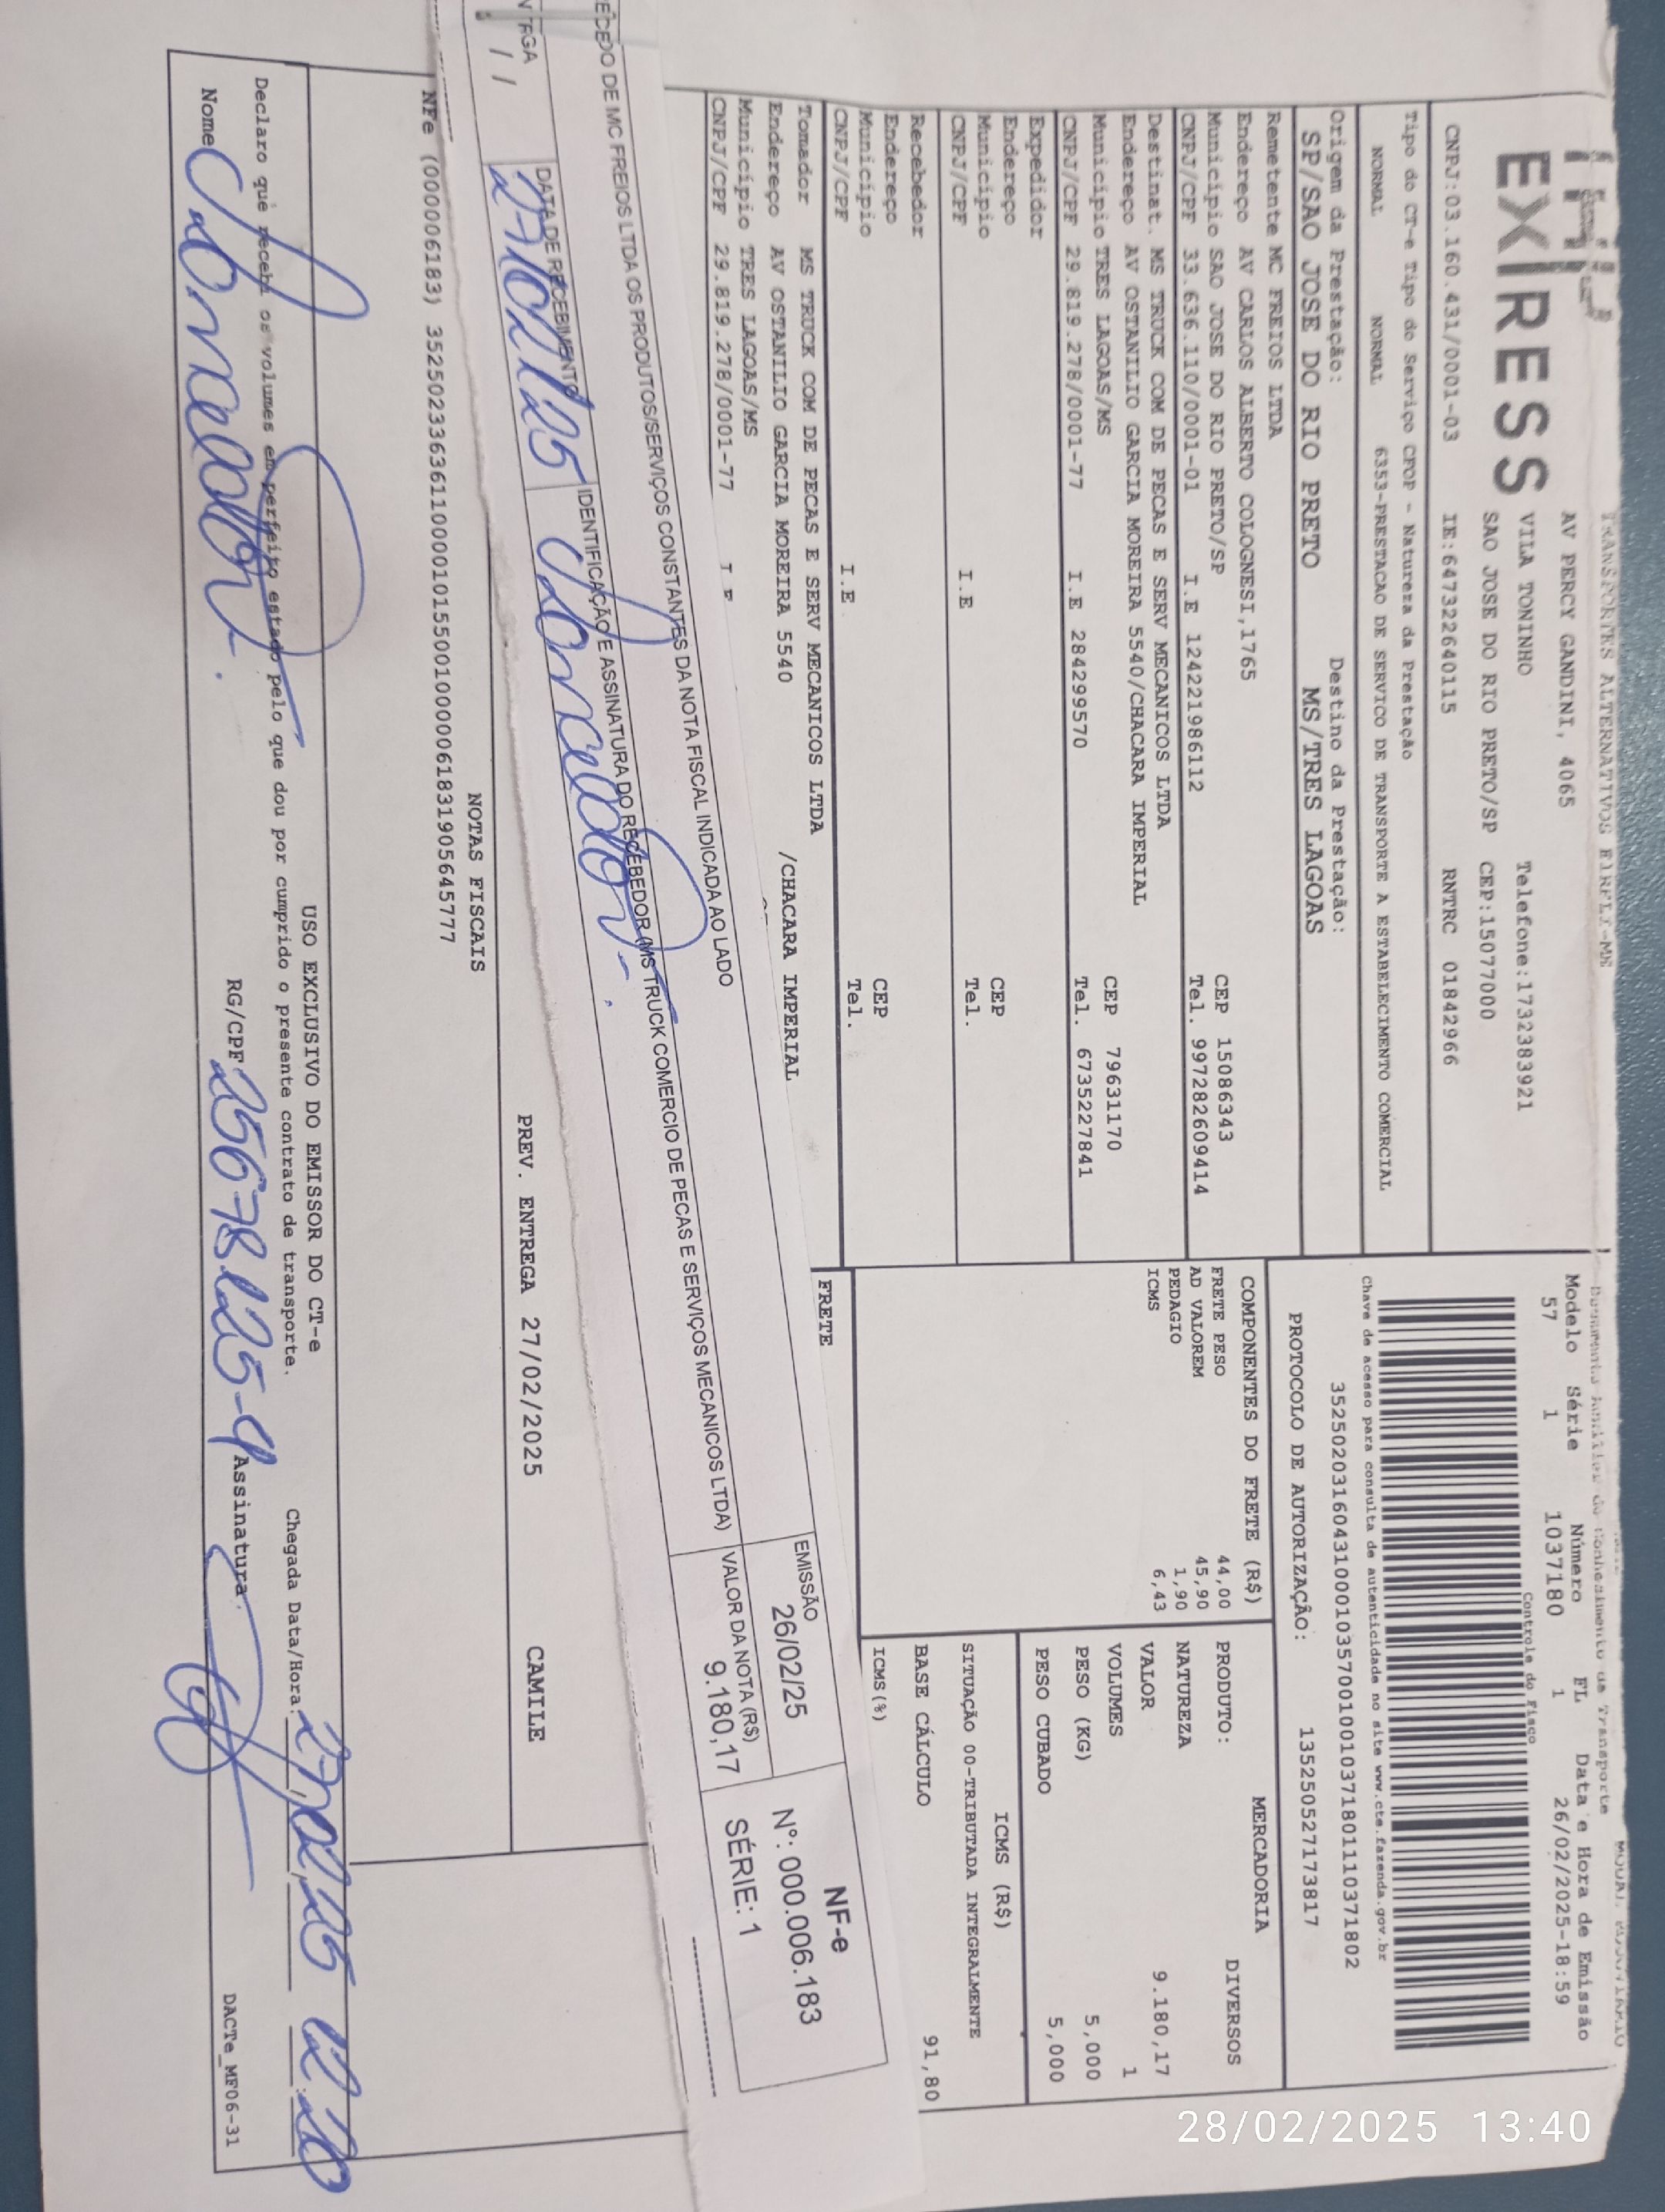 TRANSPORTES ALTERNATIVOS EIRELI-ME
EXPRESS
AV PERCY GANDINI, 4065
VILA TONINHO Telefone:1732383921
SAO JOSE DO RIO PRETO/SP CEP:15077000
CNPJ:03.160.431/0001-03 IE:647322640115 RNTRC 01842966
Tipo do CT-e Tipo do Serviço CFOP - Natureza da Prestação
NORMAL NORMAL 6353-PRESTACAO DE SERVICO DE TRANSPORTE A ESTABELECIMENTO COMERCIAL
Origem da Prestação: Destino da Prestação:
SP/SAO JOSE DO RIO PRETO MS/TRES LAGOAS
Remetente MC FREIOS LTDA
Endereço AV CARLOS ALBERTO COLOGNESI,1765
Município SAO JOSE DO RIO PRETO/SP CEP 15086343
CNPJ/CPF 33.636.110/0001-01 I.E 124221986112 Tel. 997282609414
Destinat. MS TRUCK COM DE PECAS E SERV MECANICOS LTDA
Endereço AV OSTANILIO GARCIA MOREIRA 5540/CHACARA IMPERIAL
Município TRES LAGOAS/MS CEP 79631170
CNPJ/CPF 29.819.278/0001-77 I.E 284299570 Tel. 6735227841
Expedidor
Endereço
Município CEP
CNPJ/CPF I.E Tel.
Recebedor
Endereço
Município CEP
CNPJ/CPF I.E Tel.
Tomador MS TRUCK COM DE PECAS E SERV MECANICOS LTDA
Endereço AV OSTANILIO GARCIA MOREIRA 5540 /CHACARA IMPERIAL
Município TRES LAGOAS/MS
CNPJ/CPF 29.819.278/0001-77
Documento Auxiliar do Conhecimento de Transporte
Modelo Série Número FL Data e Hora de Emissão
57 1 1037180 1 26/02/2025-18:59
Controle do Fisco
Chave de acesso para consulta de autenticidade no site www.cte.fazenda.gov.br
35250203160431000103570010010371801110371802
PROTOCOLO DE AUTORIZAÇÃO: 135250527173817
COMPONENTES DO FRETE (R$)
FRETE PESO 44,00
AD VALOREM 45,90
PEDAGIO 1,90
ICMS 6,43
FRETE
MERCADORIA
PRODUTO: DIVERSOS
NATUREZA
VALOR 9.180,17
VOLUMES 1
PESO (KG) 5,000
PESO CUBADO 5,000
ICMS (R$)
SITUAÇÃO 00-TRIBUTADA INTEGRALMENTE
BASE CÁLCULO 91,80
ICMS(%)
DE MC FREIOS LTDA OS PRODUTOS/SERVIÇOS CONSTANTES DA NOTA FISCAL INDICADA AO LADO
DATA DE RECEBIMENTO IDENTIFICAÇÃO E ASSINATURA DO RECEBEDOR (MS TRUCK COMERCIO DE PECAS E SERVIÇOS MECANICOS LTDA)
27/02/25
EMISSÃO
26/02/25
VALOR DA NOTA (R$)
9.180,17
NF-e
Nº: 000.006.183
SÉRIE: 1
PREV. ENTREGA 27/02/2025 CAMILE
NOTAS FISCAIS
NFe (000006183) 35250233636110000101550010000061831905645777
USO EXCLUSIVO DO EMISSOR DO CT-e
Declaro que recebi os volumes em perfeito estado pelo que dou por cumprido o presente contrato de transporte.
Chegada Data/Hora: 27/02/25
Nome RG/CPF Assinatura:
DACTe_MF06-31
28/02/2025 13:40